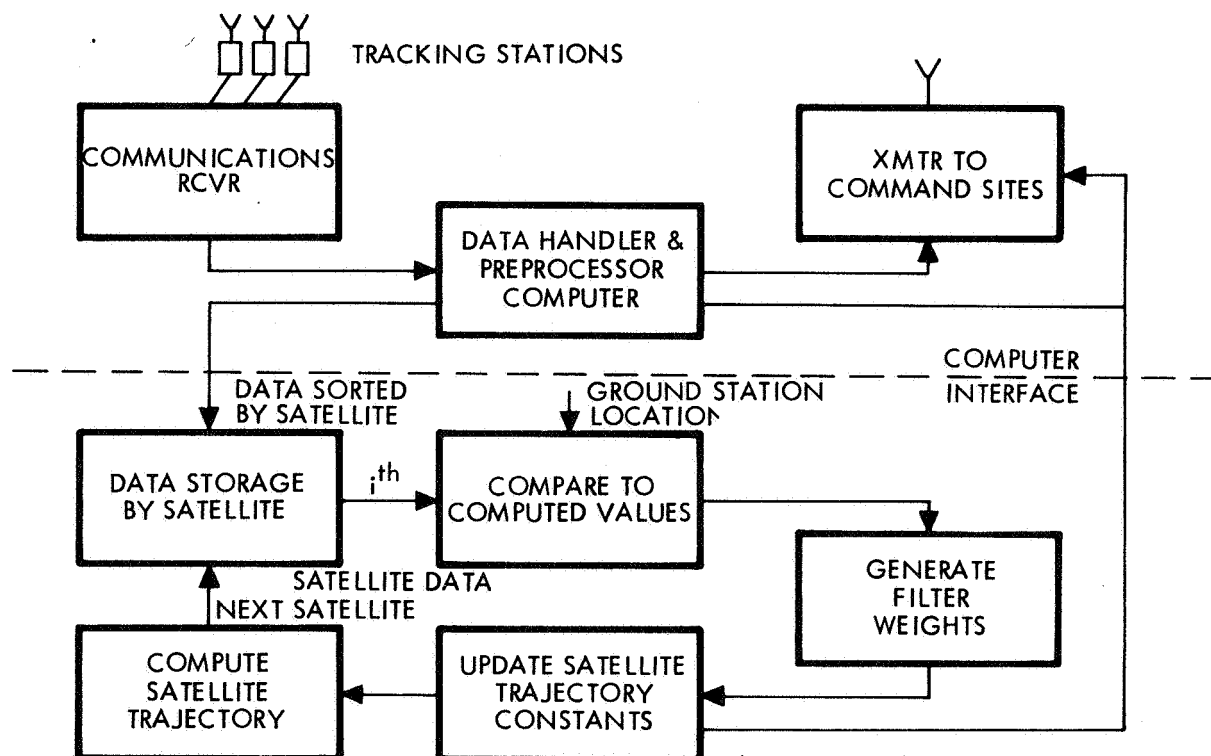 TRACKING STATIONS
COMMUNICATIONS
RCVR
XMTR TO
COMMAND SITES
DATA HANDLER &
PREPROCESSOR
COMPUTER
COMPUTER
INTERFACE
DATA SORTED
BY SATELLITE
GROUND STATION
LOCATION
DATA STORAGE
BY SATELLITE
i^th
COMPARE TO
COMPUTED VALUES
GENERATE
FILTER
WEIGHTS
SATELLITE DATA
NEXT SATELLITE
COMPUTE
SATELLITE
TRAJECTORY
UPDATE SATELLITE
TRAJECTORY
CONSTANTS